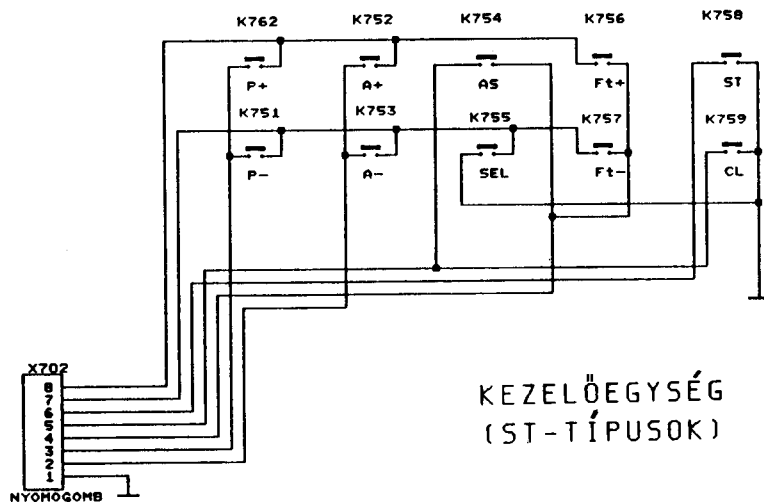 K762 K752 K754 K756 K758
P+ A+ AS Ft+ ST
K751 K753 K755 K757 K759
P- A- SEL Ft- CL
X702
8
7
6
5
4
3
2
1
NYOMÓGOMB
KEZELŐEGYSÉG
(ST-TÍPUSOK)